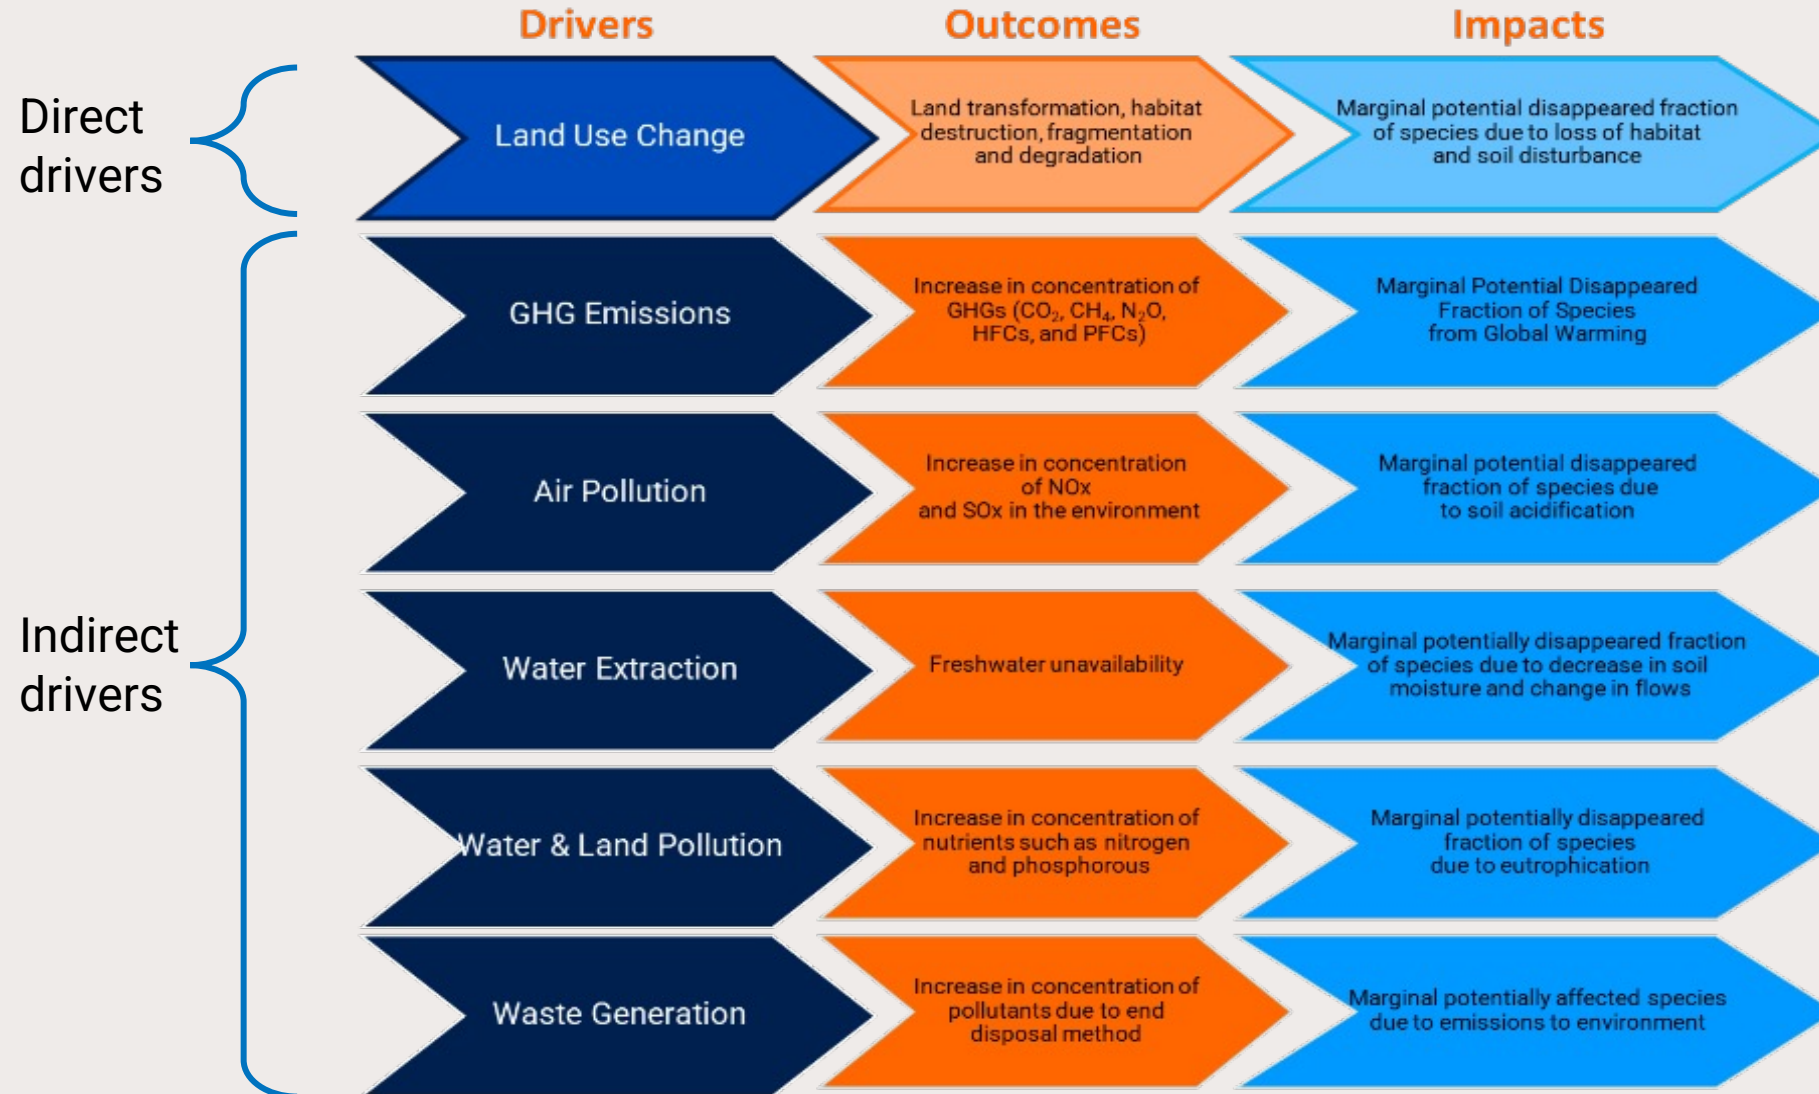 Drivers
Outcomes
Impacts
Direct
drivers
Land Use Change
Land transformation, habitat
destruction, fragmentation
and degradation
Marginal potential disappeared fraction
of species due to loss of habitat
and soil disturbance
Indirect
drivers
GHG Emissions
Increase in concentration of
GHGs (CO₂, CH₄, N₂O,
HFCs, and PFCs)
Marginal Potential Disappeared
Fraction of Species
from Global Warming
Air Pollution
Increase in concentration
of NOx
and SOx in the environment
Marginal potential disappeared
fraction of species due
to soil acidification
Water Extraction
Freshwater unavailability
Marginal potentially disappeared fraction
of species due to decrease in soil
moisture and change in flows
Water & Land Pollution
Increase in concentration of
nutrients such as nitrogen
and phosphorous
Marginal potentially disappeared
fraction of species
due to eutrophication
Waste Generation
Increase in concentration of
pollutants due to end
disposal method
Marginal potentially affected species
due to emissions to environment